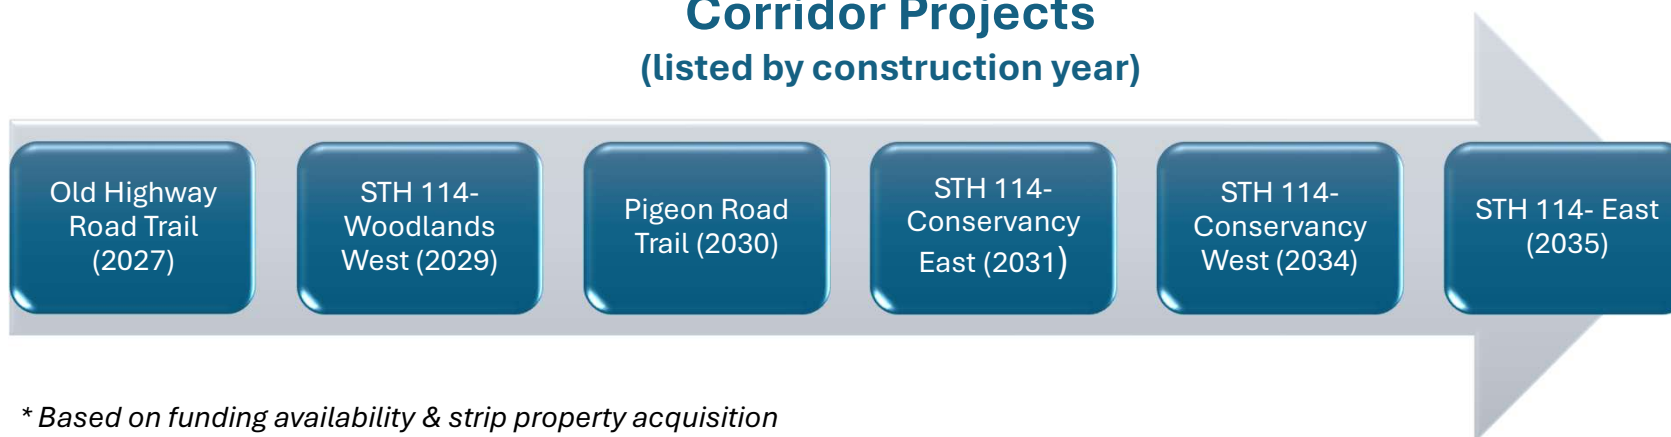 Corridor Projects
(listed by construction year)
Old Highway
Road Trail
(2027)
STH 114-
Woodlands
West (2029)
Pigeon Road
Trail (2030)
STH 114-
Conservancy
East (2031)
STH 114-
Conservancy
West (2034)
STH 114- East
(2035)
* Based on funding availability & strip property acquisition